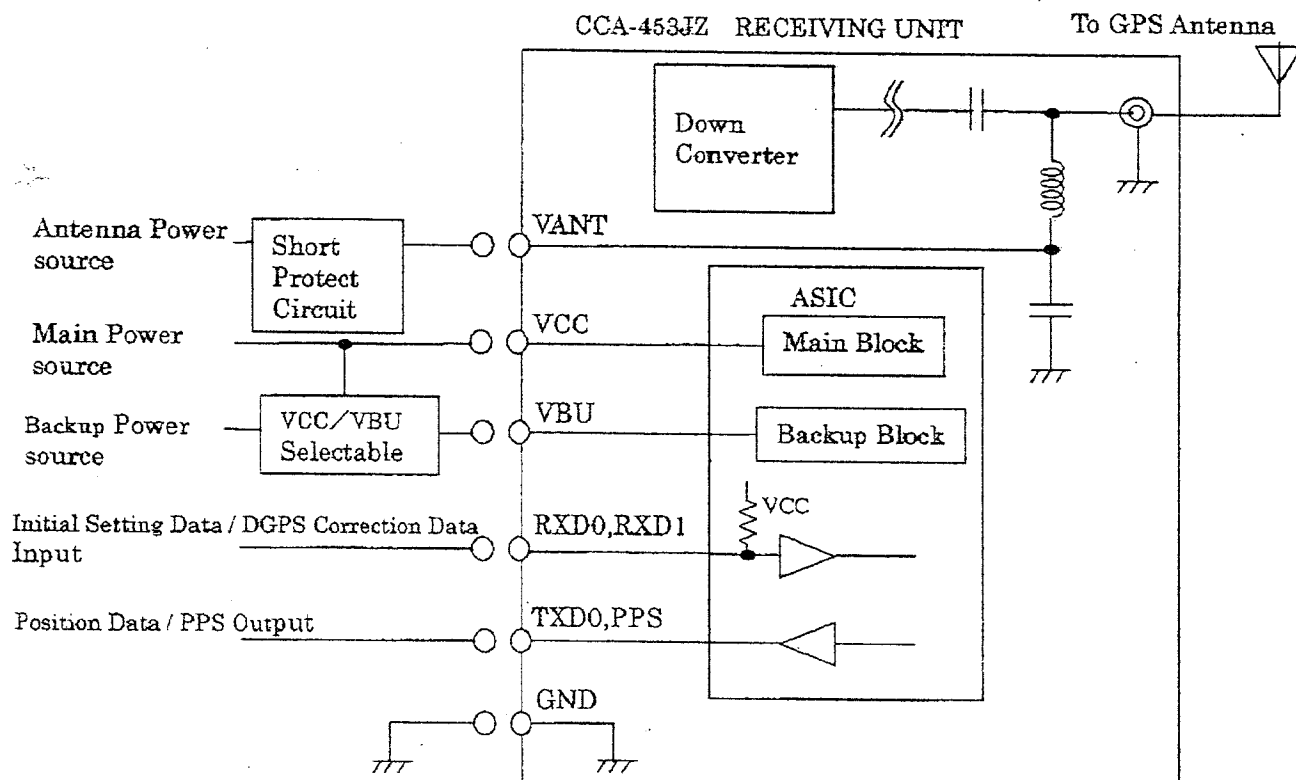 CCA-453JZ RECEIVING UNIT
To GPS Antenna
Down
Converter
Antenna Power
source
Short
Protect
Circuit
VANT
ASIC
Main Power
source
VCC
Main Block
Backup Power
source
VCC/VBU
Selectable
VBU
Backup Block
VCC
Initial Setting Data / DGPS Correction Data
Input
RXD0,RXD1
Position Data / PPS Output
TXD0,PPS
GND